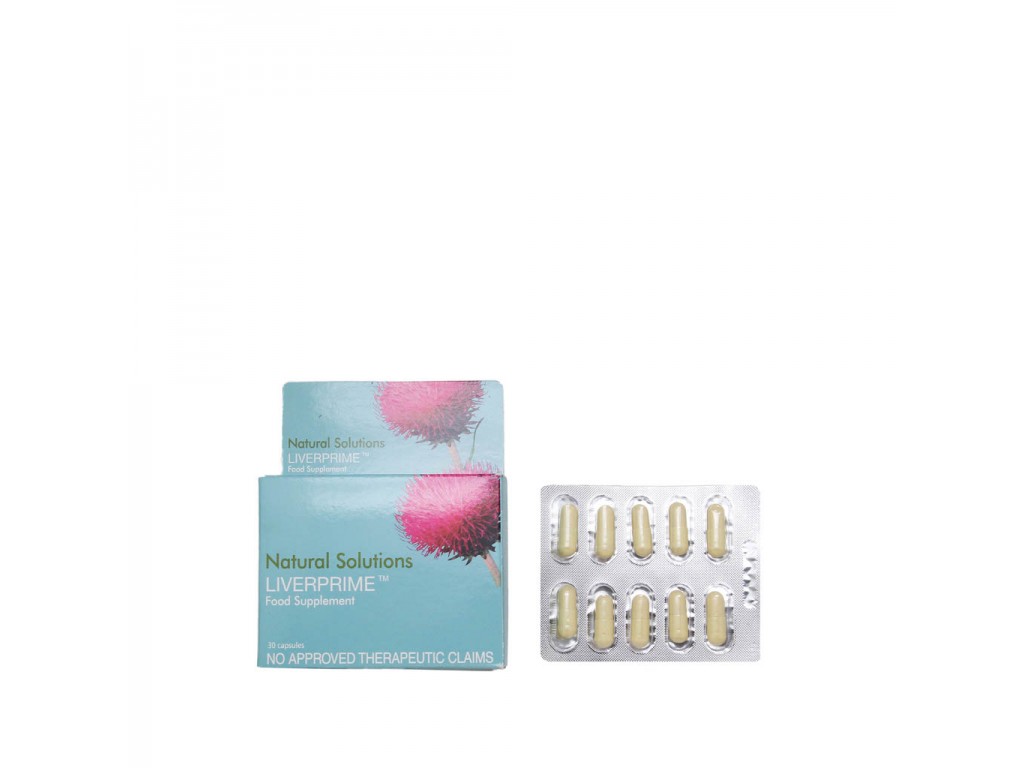 Natural Solutions
LIVERPRIME™
Food Supplement
Natural Solutions
LIVERPRIME™
Food Supplement
30 capsules
NO APPROVED THERAPEUTIC CLAIMS